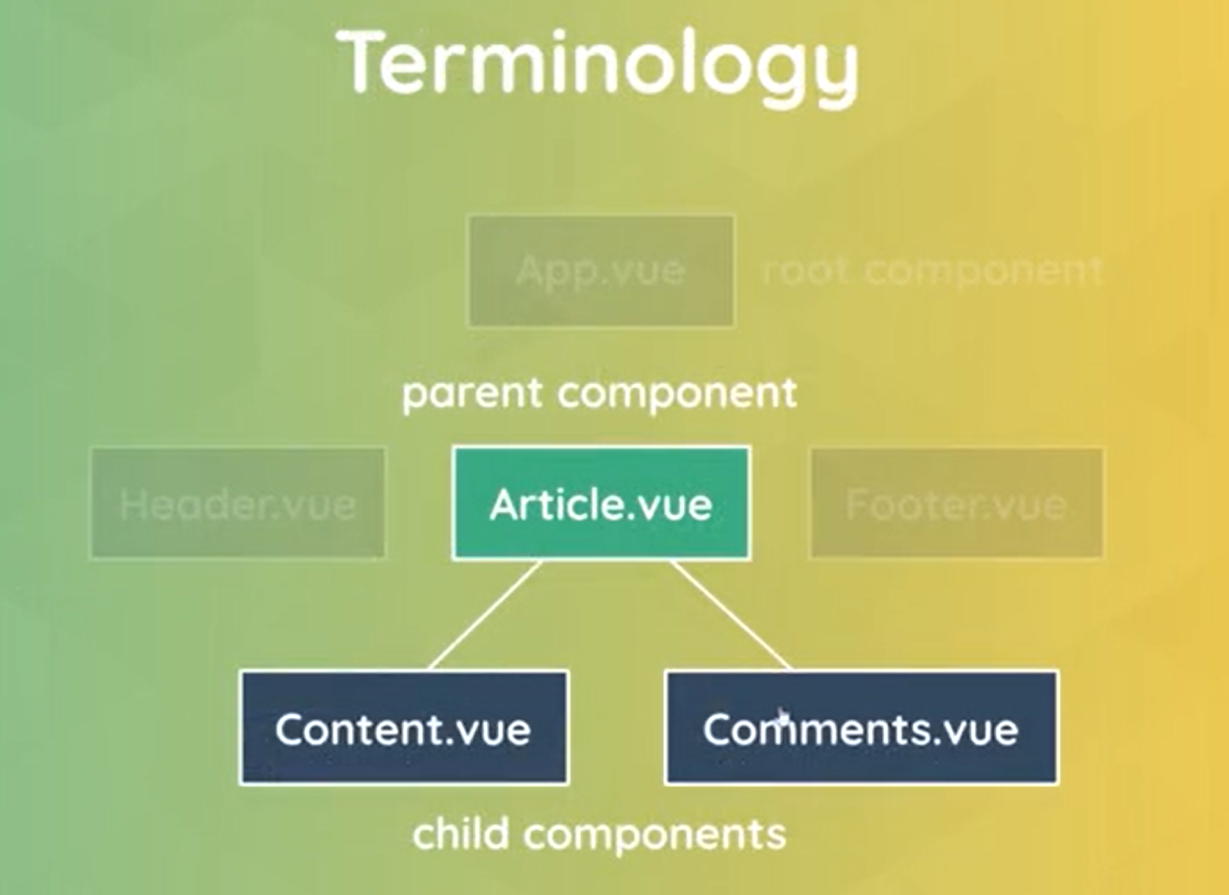 Terminology
App.vue root component
parent component
Header.vue Article.vue Footer.vue
Content.vue Comments.vue
child components